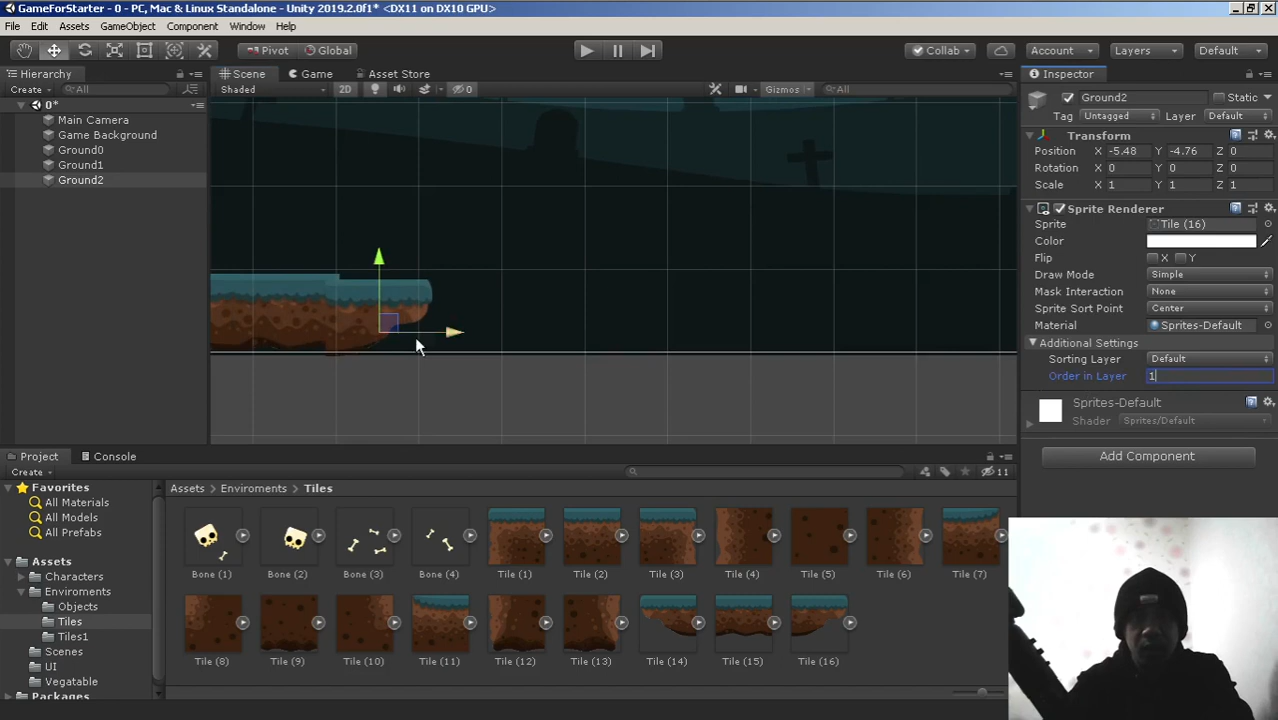 GameForStarter - 0 - PC, Mac & Linux Standalone - Unity 2019.2.0f1* <DX11 on DX10 GPU>
File Edit Assets GameObject Component Window Help
Pivot Global Collab Account Layers Default
Hierarchy Scene Game Asset Store Inspector
Create All Shaded 2D 0 Gizmos All
Ground2 Static
0*
Main Camera
Game Background
Ground0
Ground1
Ground2
Tag Untagged Layer Default
Transform
Position X -5.48 Y -4.76 Z 0
Rotation X 0 Y 0 Z 0
Scale X 1 Y 1 Z 1
Sprite Renderer
Sprite Tile (16)
Color
Flip X Y
Draw Mode Simple
Mask Interaction None
Sprite Sort Point Center
Material Sprites-Default
Additional Settings
Sorting Layer Default
Order in Layer 1
Sprites-Default
Shader Sprites/Default
Add Component
Project Console
Create 11
Favorites
All Materials
All Models
All Prefabs
Assets
Characters
Enviroments
Objects
Tiles
Tiles1
Scenes
UI
Vegatable
Packages
Assets Enviroments Tiles
Bone (1) Bone (2) Bone (3) Bone (4) Tile (1) Tile (2) Tile (3) Tile (4) Tile (5) Tile (6) Tile (7)
Tile (8) Tile (9) Tile (10) Tile (11) Tile (12) Tile (13) Tile (14) Tile (15) Tile (16)